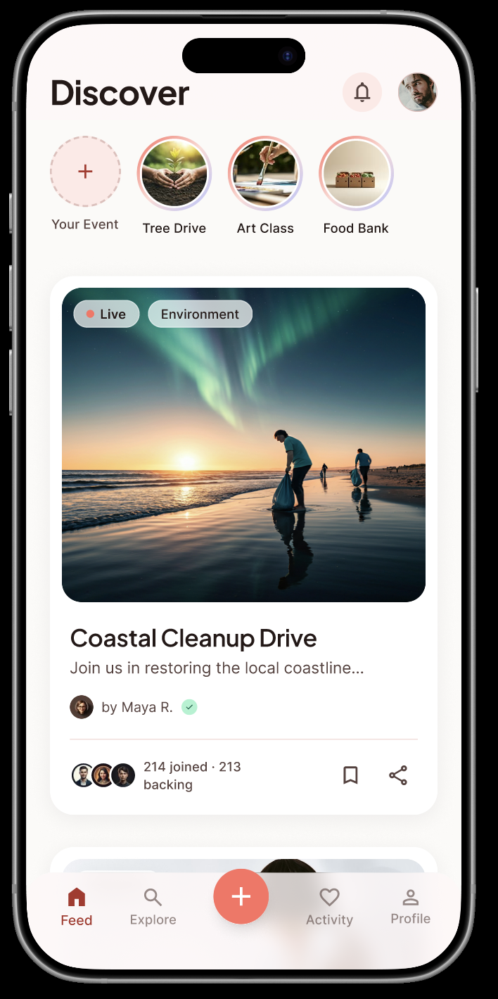 Discover
Your Event
Tree Drive
Art Class
Food Bank
Live
Environment
Coastal Cleanup Drive
Join us in restoring the local coastline...
by Maya R.
214 joined · 213
backing
Feed
Explore
Activity
Profile